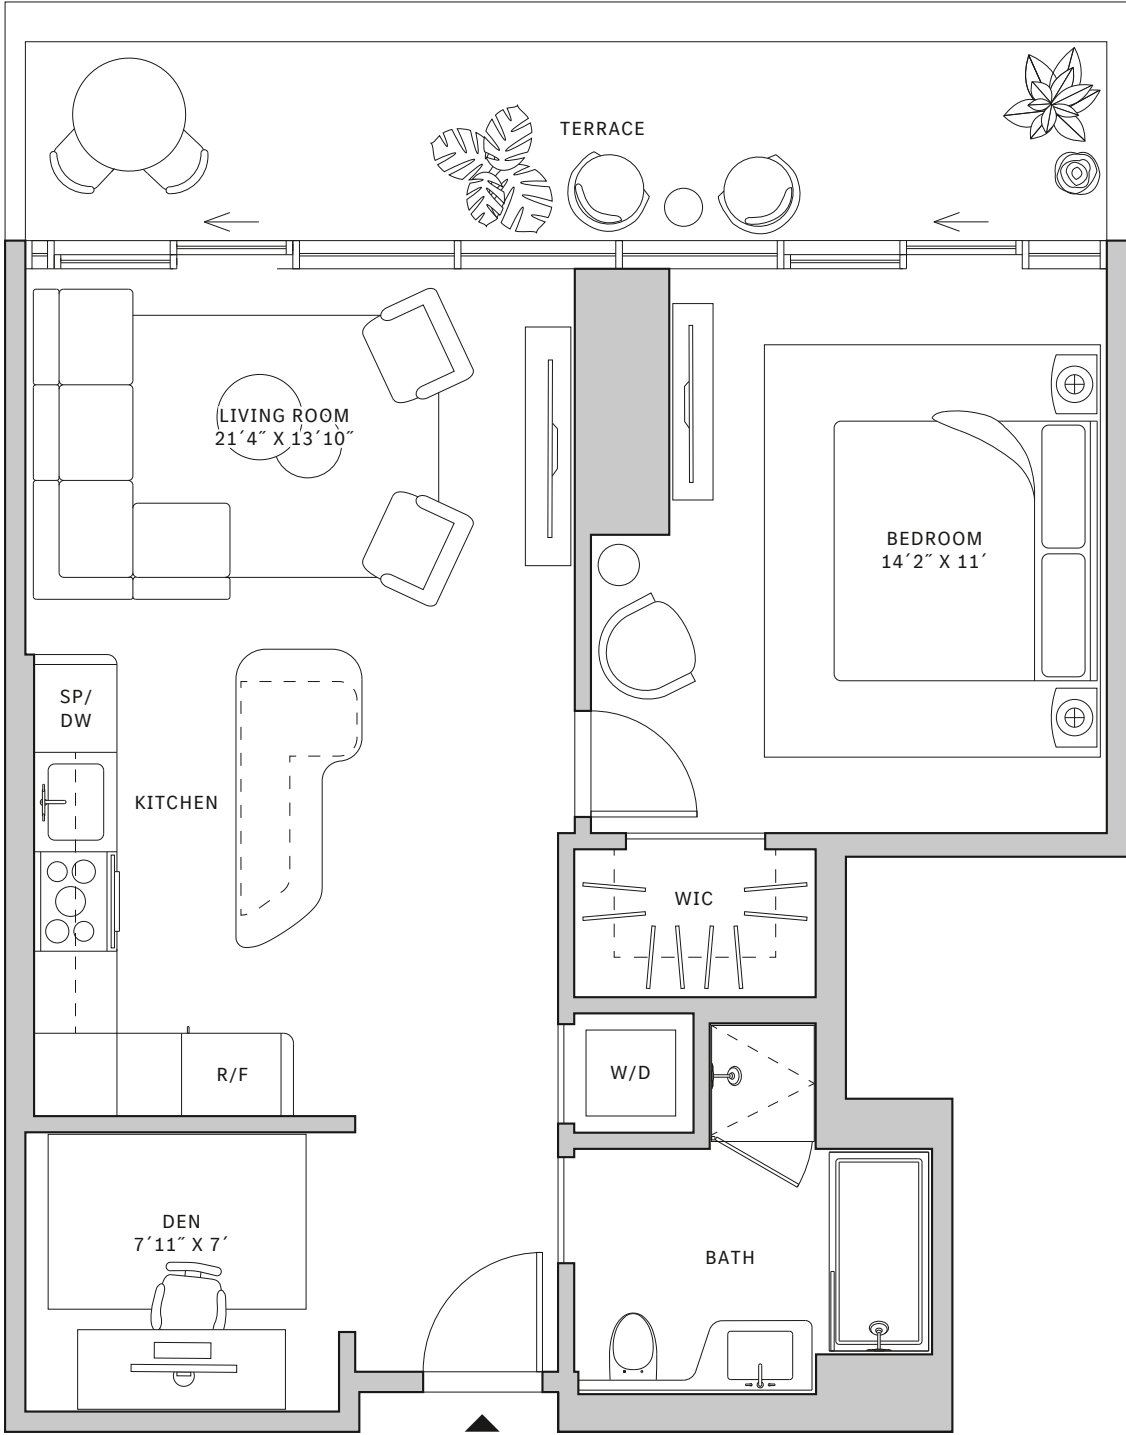 TERRACE
LIVING ROOM
21´4˝ X 13´10˝
BEDROOM
14´2˝ X 11´
SP/
DW
KITCHEN
WIC
R/F
W/D
DEN
7´11˝ X 7´
BATH